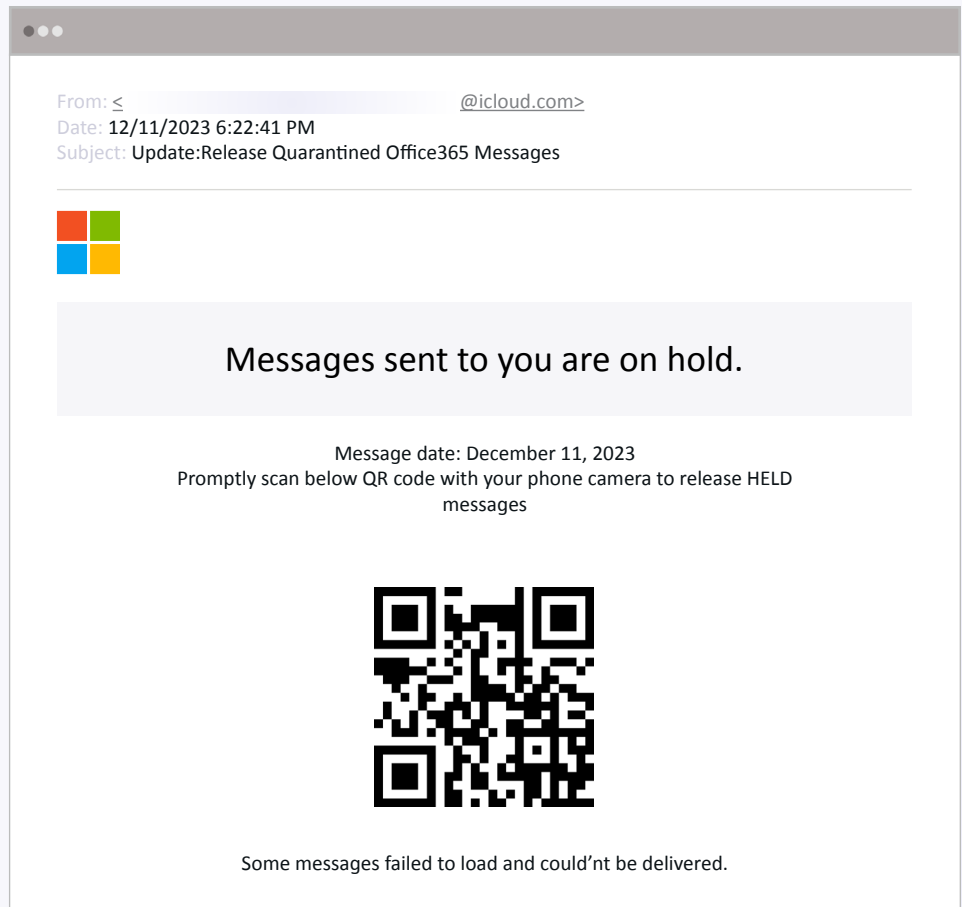 From: < @icloud.com>
Date: 12/11/2023 6:22:41 PM
Subject: Update:Release Quarantined Office365 Messages
Messages sent to you are on hold.
Message date: December 11, 2023
Promptly scan below QR code with your phone camera to release HELD
messages
Some messages failed to load and could’nt be delivered.